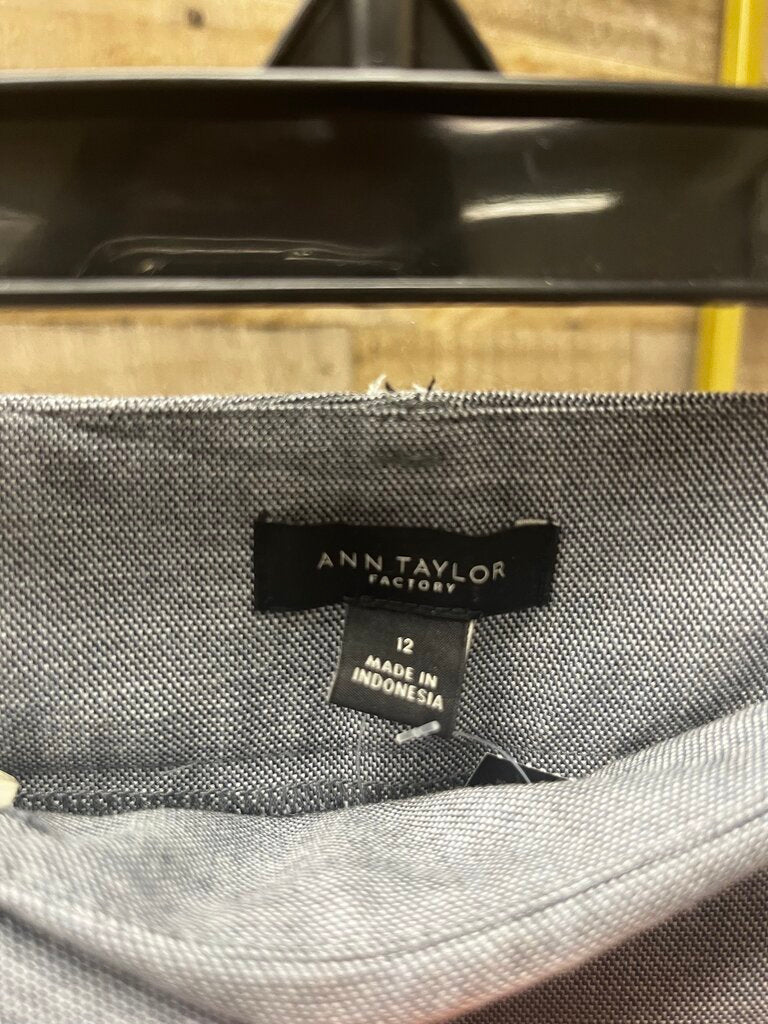 ANN TAYLOR
FACTORY
12
MADE IN
INDONESIA